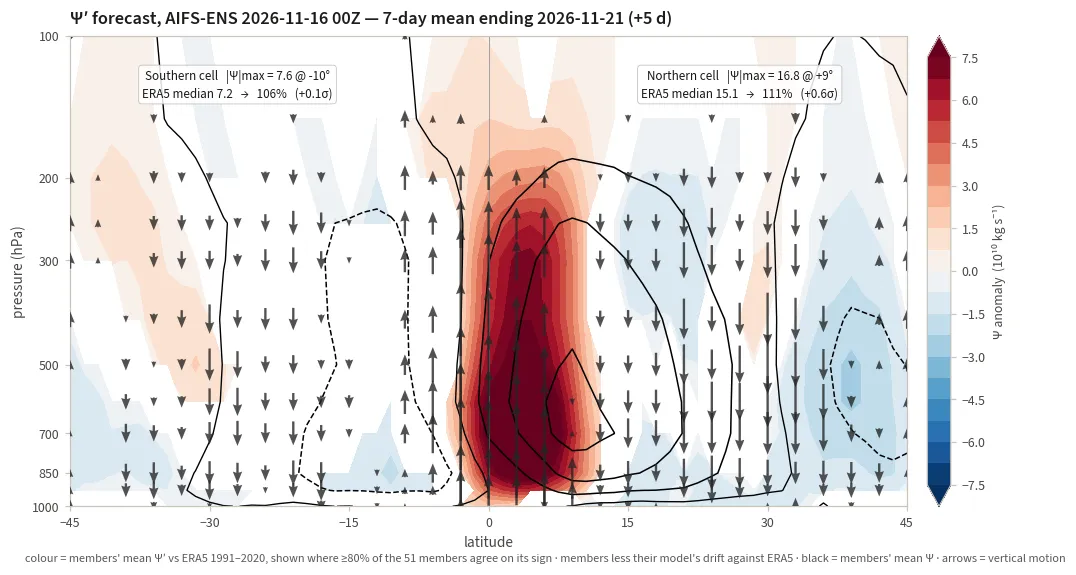 Ψ′ forecast, AIFS-ENS 2026-11-16 00Z — 7-day mean ending 2026-11-21 (+5 d)
Southern cell |Ψ|max = 7.6 @ -10°
ERA5 median 7.2 → 106% (+0.1σ)
Northern cell |Ψ|max = 16.8 @ +9°
ERA5 median 15.1 → 111% (+0.6σ)
pressure (hPa)
100
200
300
400
500
700
850
1000
−45
−30
−15
0
15
30
45
latitude
7.5
6.0
4.5
3.0
1.5
0.0
−1.5
−3.0
−4.5
−6.0
−7.5
Ψ anomaly (10¹⁰ kg s⁻¹)
colour = members' mean Ψ′ vs ERA5 1991–2020, shown where ≥80% of the 51 members agree on its sign · members less their model's drift against ERA5 · black = members' mean Ψ · arrows = vertical motion